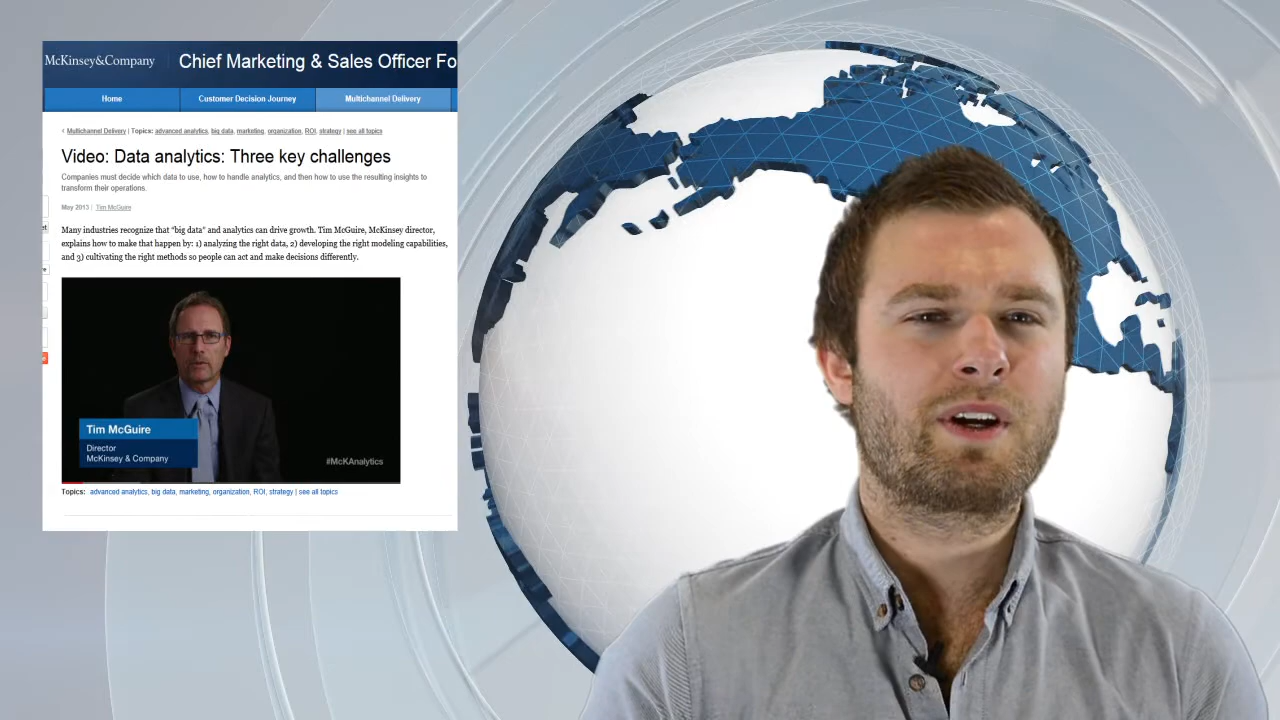 McKinsey&Company
Chief Marketing & Sales Officer Fo
Home
Customer Decision Journey
Multichannel Delivery
‹ Multichannel Delivery | Topics: advanced analytics, big data, marketing, organization, ROI, strategy | see all topics
Video: Data analytics: Three key challenges
Companies must decide which data to use, how to handle analytics, and then how to use the resulting insights to
transform their operations.
May 2013 | Tim McGuire
Many industries recognize that “big data” and analytics can drive growth. Tim McGuire, McKinsey director,
explains how to make that happen by: 1) analyzing the right data, 2) developing the right modeling capabilities,
and 3) cultivating the right methods so people can act and make decisions differently.
Tim McGuire
Director
McKinsey & Company
#McKAnalytics
Topics: advanced analytics, big data, marketing, organization, ROI, strategy | see all topics